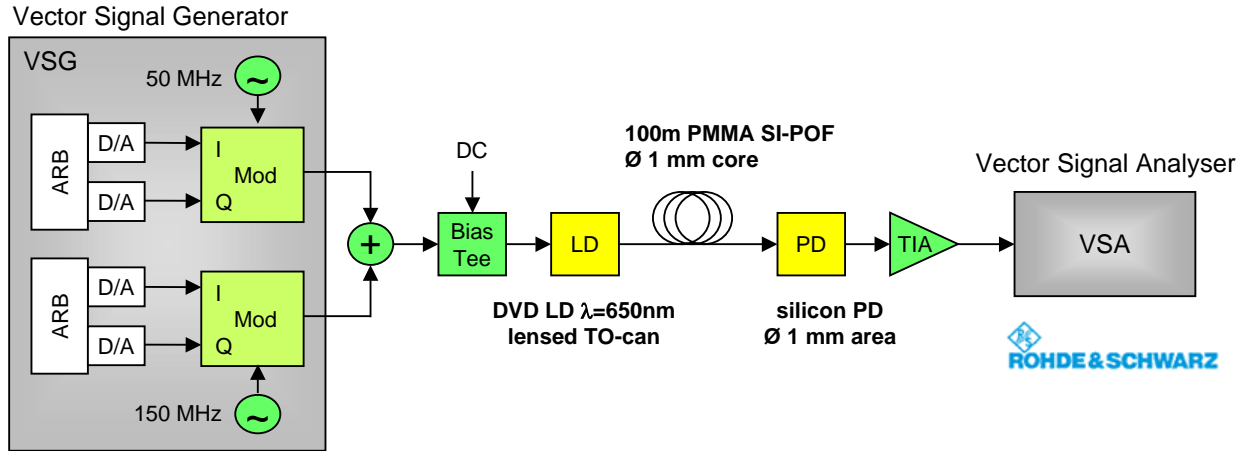 Vector Signal Generator
VSG
50 MHz
ARB
D/A
D/A
I
Mod
Q
ARB
D/A
D/A
I
Mod
Q
150 MHz
+
DC
Bias
Tee
LD
100m PMMA SI-POF
Ø 1 mm core
PD
TIA
Vector Signal Analyser
VSA
DVD LD λ=650nm
lensed TO-can
silicon PD
Ø 1 mm area
R&S
ROHDE&SCHWARZ